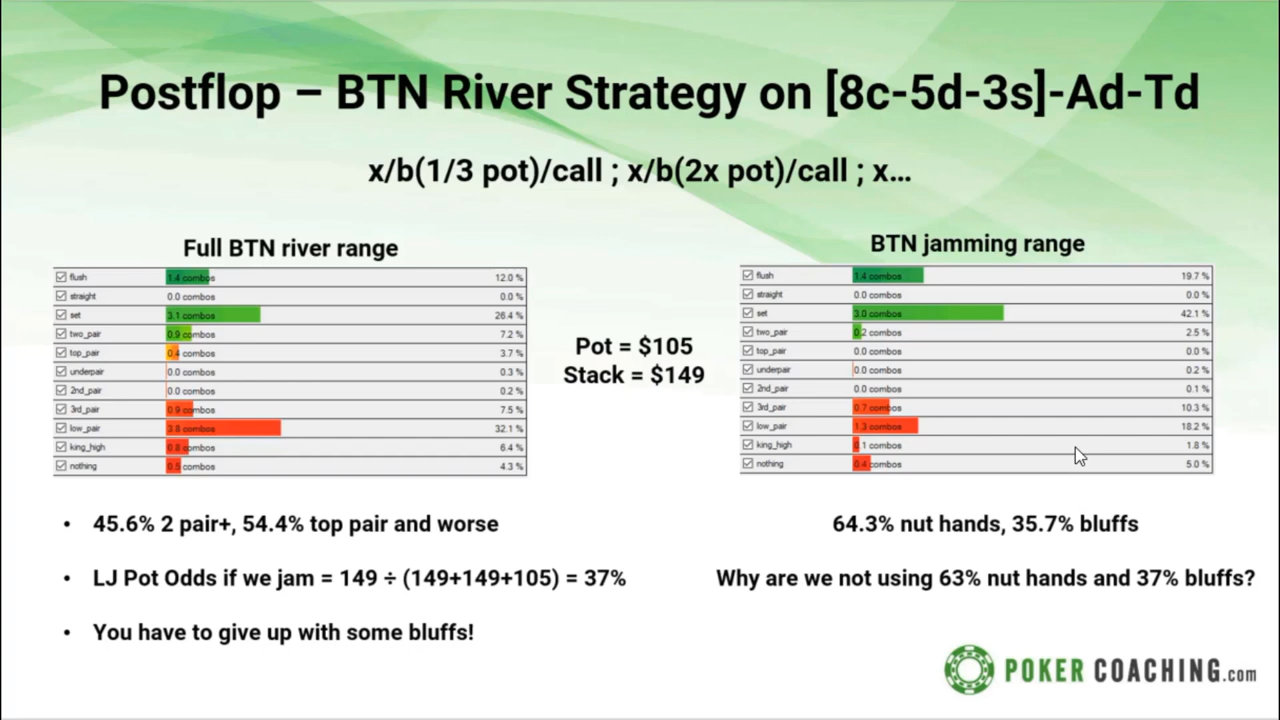 Postflop – BTN River Strategy on [8c-5d-3s]-Ad-Td
x/b(1/3 pot)/call ; x/b(2x pot)/call ; x...
Full BTN river range
flush 1.4 combos 12.0 %
straight 0.0 combos 0.0 %
set 3.1 combos 26.4 %
two_pair 0.9 combos 7.2 %
top_pair 0.4 combos 3.7 %
underpair 0.0 combos 0.3 %
2nd_pair 0.0 combos 0.2 %
3rd_pair 0.9 combos 7.5 %
low_pair 3.8 combos 32.1 %
king_high 0.8 combos 6.4 %
nothing 0.5 combos 4.3 %
Pot = $105
Stack = $149
BTN jamming range
flush 1.4 combos 19.7 %
straight 0.0 combos 0.0 %
set 3.0 combos 42.1 %
two_pair 0.2 combos 2.5 %
top_pair 0.0 combos 0.0 %
underpair 0.0 combos 0.2 %
2nd_pair 0.0 combos 0.1 %
3rd_pair 0.7 combos 10.3 %
low_pair 1.3 combos 18.2 %
king_high 0.1 combos 1.8 %
nothing 0.4 combos 5.0 %
• 45.6% 2 pair+, 54.4% top pair and worse
• LJ Pot Odds if we jam = 149 ÷ (149+149+105) = 37%
• You have to give up with some bluffs!
64.3% nut hands, 35.7% bluffs
Why are we not using 63% nut hands and 37% bluffs?
POKER COACHING.com